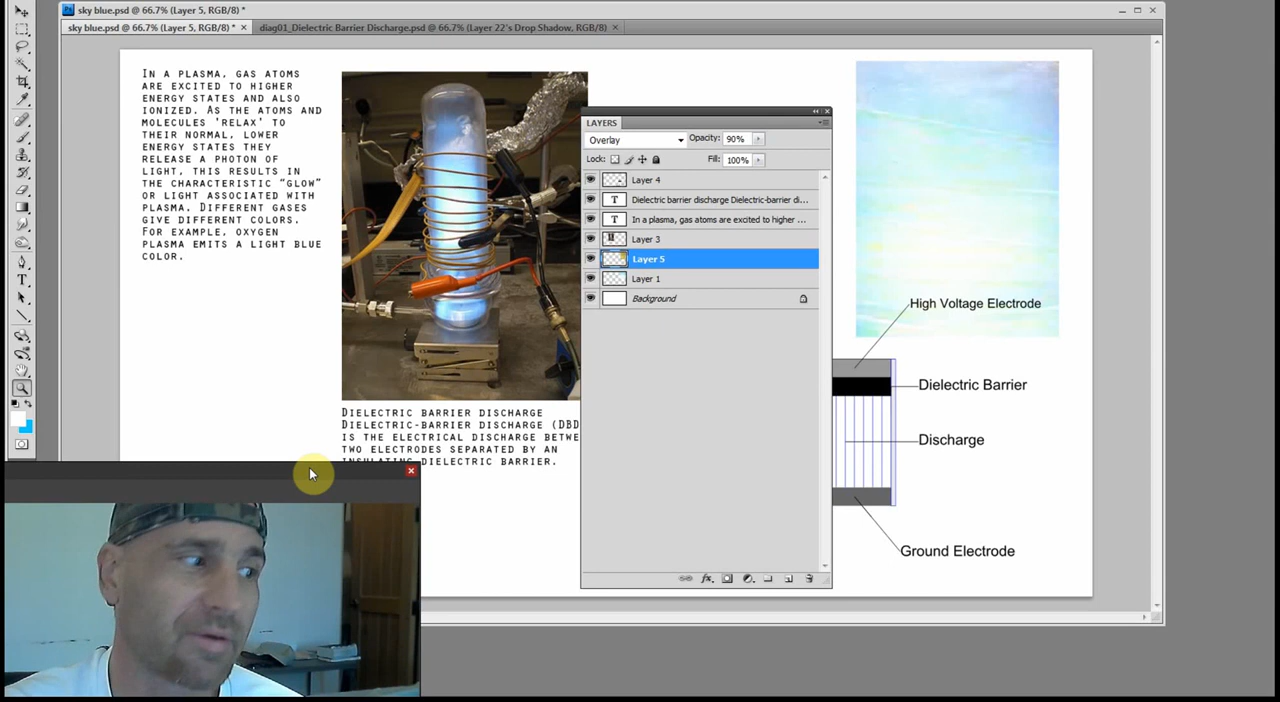 sky blue.psd @ 66.7% (Layer 5, RGB/8) *
sky blue.psd @ 66.7% (Layer 5, RGB/8) * ×
diag01_Dielectric Barrier Discharge.psd @ 66.7% (Layer 22's Drop Shadow, RGB/8) ×
In a plasma, gas atoms
are excited to higher
energy states and also
ionized. As the atoms and
molecules 'relax' to
their normal, lower
energy states they
release a photon of
light, this results in
the characteristic “glow”
or light associated with
plasma. Different gases
give different colors.
For example, oxygen
plasma emits a light blue
color.
Dielectric barrier discharge
Dielectric-barrier discharge (DBD
is the electrical discharge betwe
two electrodes separated by an
insulating dielectric barrier.
LAYERS
Overlay Opacity: 90%
Lock: Fill: 100%
Layer 4
T Dielectric barrier discharge Dielectric-barrier di...
T In a plasma, gas atoms are excited to higher ...
Layer 3
Layer 5
Layer 1
Background
fx
High Voltage Electrode
Dielectric Barrier
Discharge
Ground Electrode